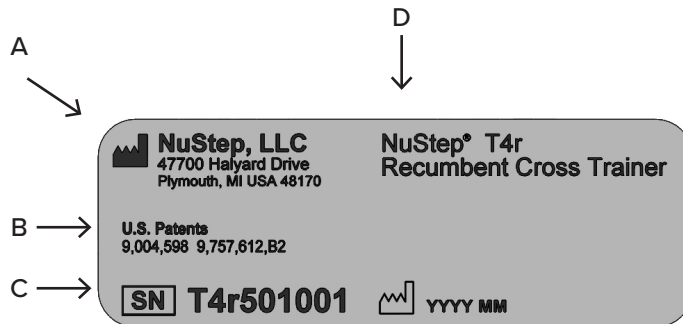 D
A
NuStep, LLC
47700 Halyard Drive
Plymouth, MI USA 48170
NuStep® T4r
Recumbent Cross Trainer
B
U.S. Patents
9,004,598 9,757,612,B2
C
SN T4r501001 YYYY MM